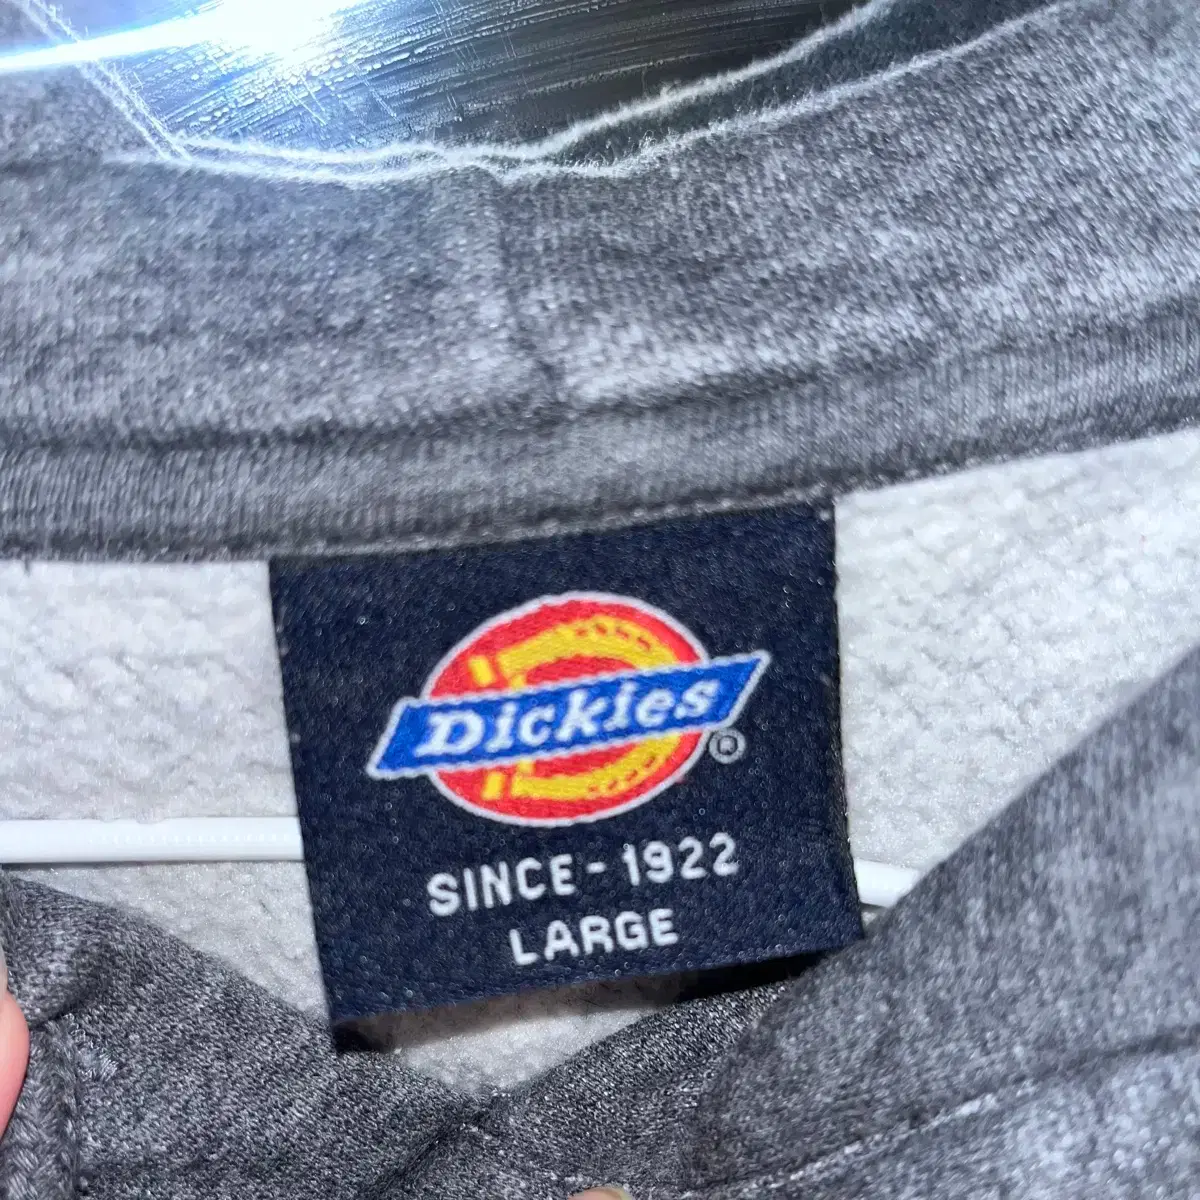 Dickies ®
SINCE - 1922
LARGE